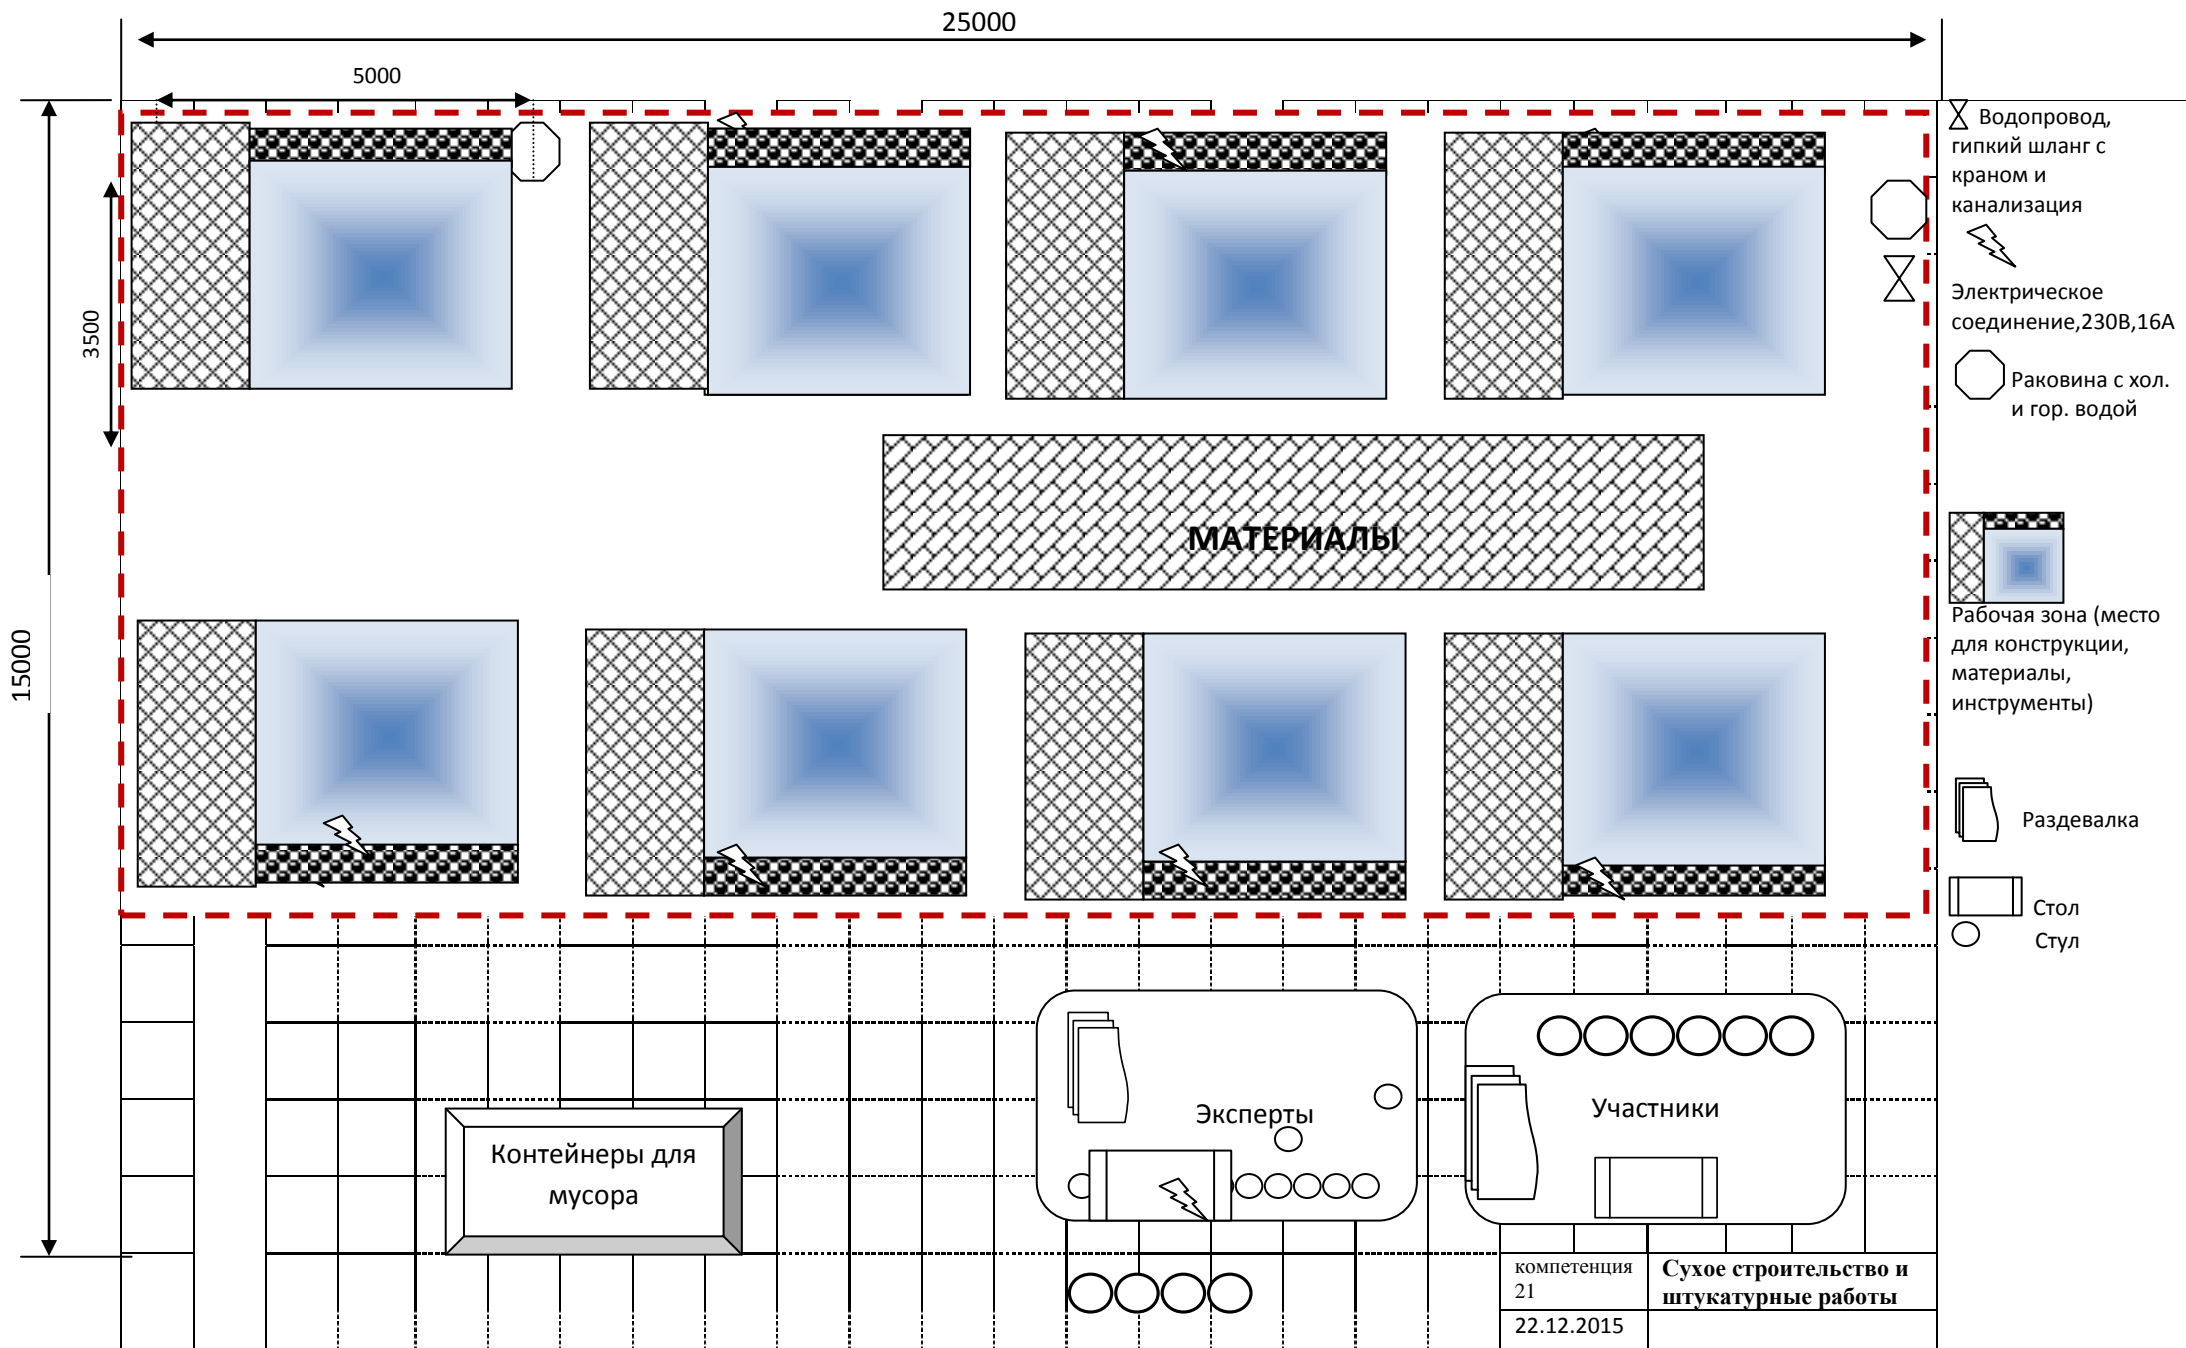 25000
5000
3500
15000
Водопровод,
гипкий шланг с
краном и
канализация
Электрическое
соединение,230В,16А
Раковина с хол.
и гор. водой
МАТЕРИАЛЫ
Рабочая зона (место
для конструкции,
материалы,
инструменты)
Раздевалка
Стол
Стул
Контейнеры для
мусора
Эксперты
Участники
компетенция
21
Сухое строительство и
штукатурные работы
22.12.2015